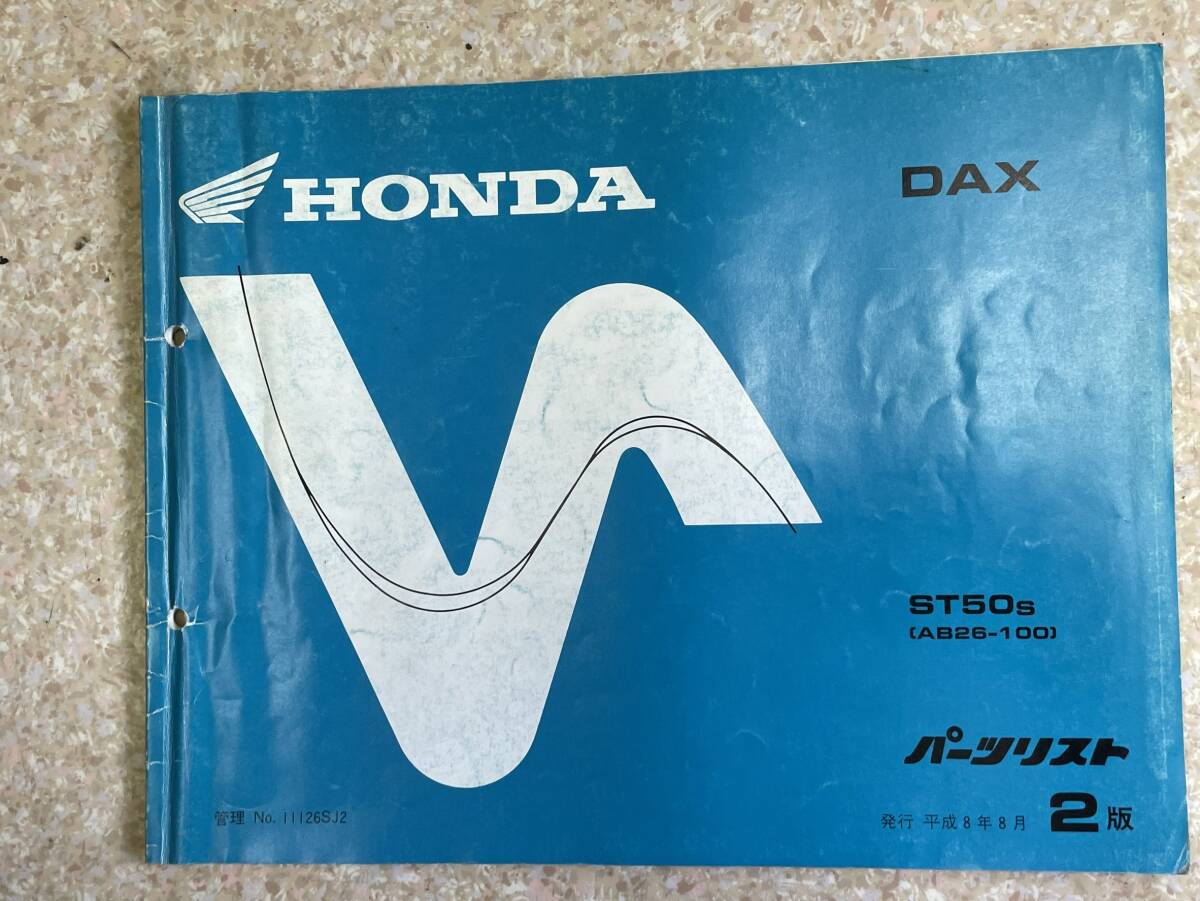 HONDA
DAX
ST50s
(AB26-100)
パーツリスト
管理 No. 11126SJ2
発行 平成8年8月 2版